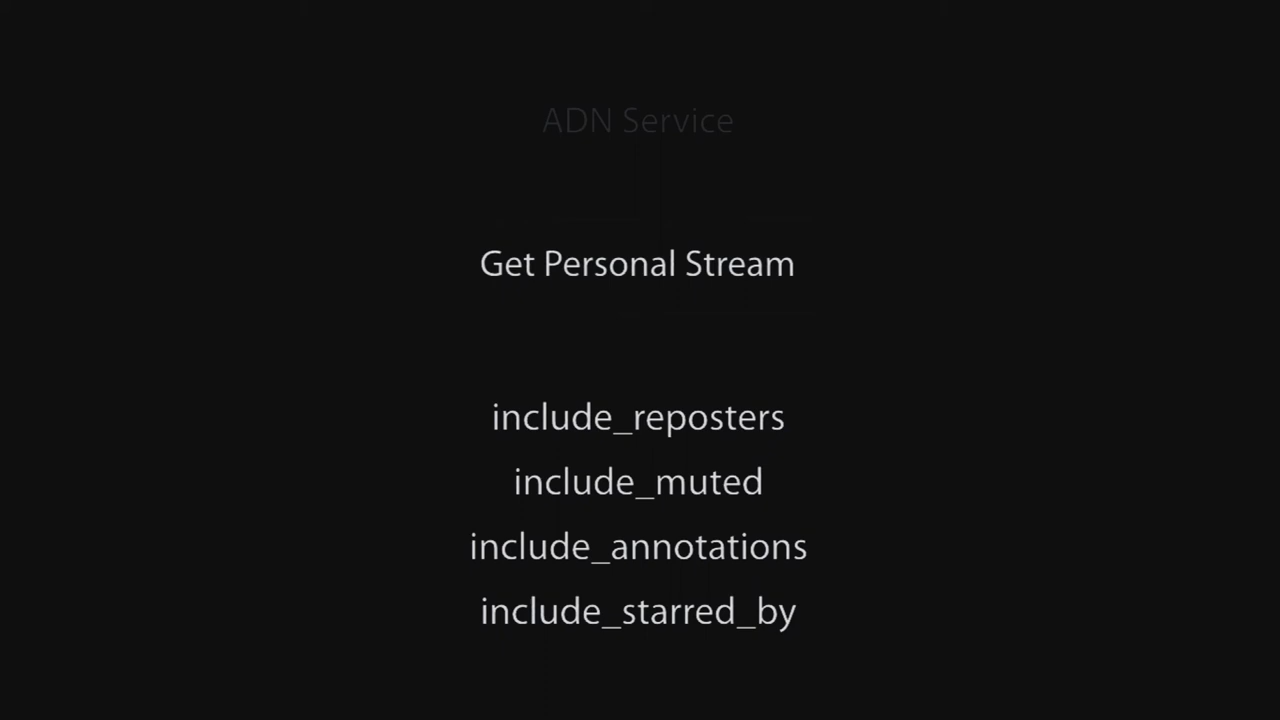 ADN Service
Get Personal Stream
include_reposters
include_muted
include_annotations
include_starred_by